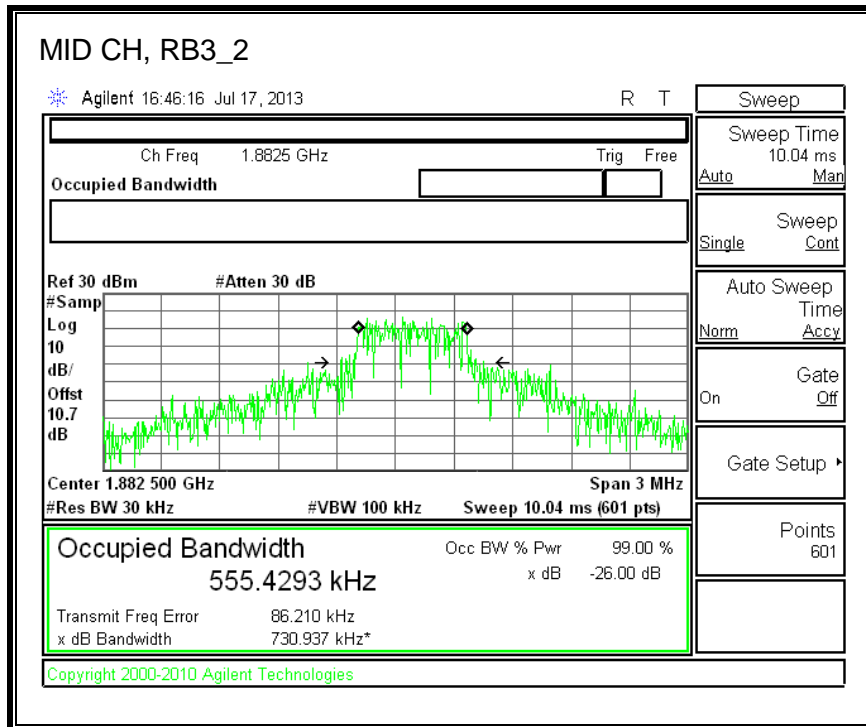 MID CH, RB3_2
Agilent 16:46:16 Jul 17, 2013 R T
Ch Freq 1.8825 GHz Trig Free
Occupied Bandwidth
Ref 30 dBm #Atten 30 dB
#Samp
Log
10
dB/
Offst
10.7
dB
Center 1.882 500 GHz Span 3 MHz
#Res BW 30 kHz #VBW 100 kHz Sweep 10.04 ms (601 pts)
Occupied Bandwidth
555.4293 kHz
Occ BW % Pwr 99.00 %
x dB -26.00 dB
Transmit Freq Error 86.210 kHz
x dB Bandwidth 730.937 kHz*
Copyright 2000-2010 Agilent Technologies
Sweep
Sweep Time
10.04 ms
Auto Man
Sweep
Single Cont
Auto Sweep
Time
Norm Accy
Gate
On Off
Gate Setup
Points
601